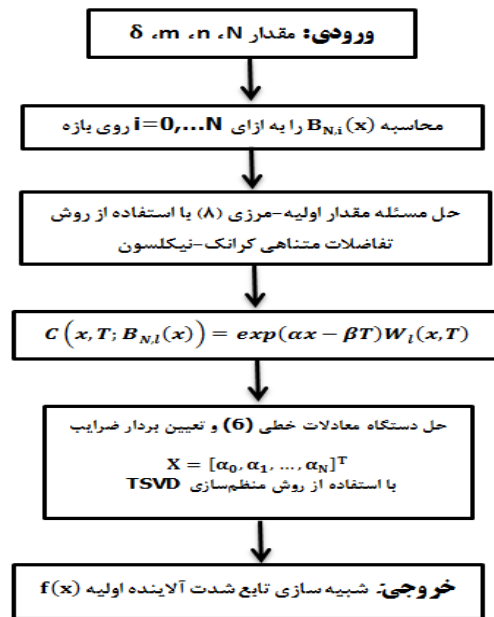 ورودی: مقدار δ ،m ،n ،N
محاسبه B_{N,i}(x) را به ازای i=0,...N روی بازه
حل مسئله مقدار اولیه-مرزی (۸) با استفاده از روش
تفاضلات متناهی کرانک-نیکلسون
C(x,T;B_{N,l}(x)) = exp(αx − βT)W_l(x,T)
حل دستگاه معادلات خطی (6) و تعیین بردار ضرایب
X = [α_0, α_1, ..., α_N]^T
با استفاده از روش منظم‌سازی TSVD
خروجی: شبیه سازی تابع شدت آلاینده اولیه f(x)